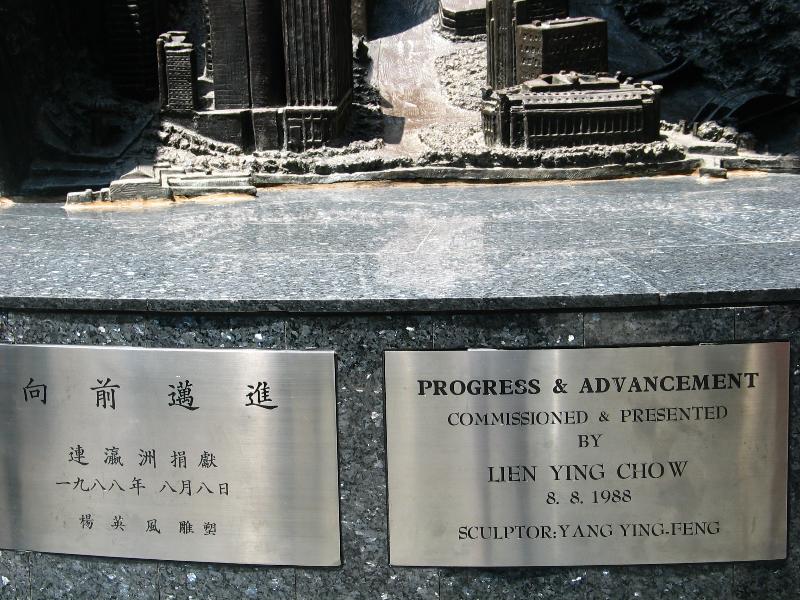 向前邁進
連瀛洲捐獻
一九八八年 八月八日
楊英風雕塑
PROGRESS & ADVANCEMENT
COMMISSIONED & PRESENTED
BY
LIEN YING CHOW
8. 8. 1988
SCULPTOR: YANG YING-FENG